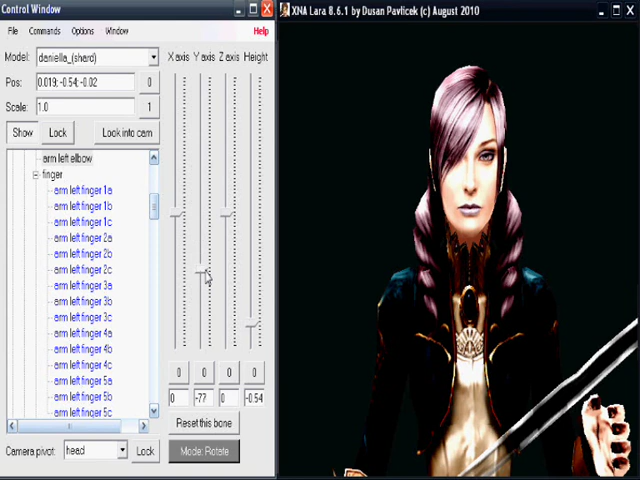 Control Window
XNA Lara 8.6.1 by Dusan Pavlicek (c) August 2010
File Commands Options Window Help
Model: daniella_(shard)
X axis Y axis Z axis Height
Pos: 0.019; -0.54; -0.02 0
Scale: 1.0 1
Show Lock Look into cam
arm left elbow
finger
arm left finger 1a
arm left finger 1b
arm left finger 1c
arm left finger 2a
arm left finger 2b
arm left finger 2c
arm left finger 3a
arm left finger 3b
arm left finger 3c
arm left finger 4a
arm left finger 4b
arm left finger 4c
arm left finger 5a
arm left finger 5b
arm left finger 5c
0 0 0 0
0 -77 0 -0.54
Reset this bone
Camera pivot: head Lock Mode: Rotate